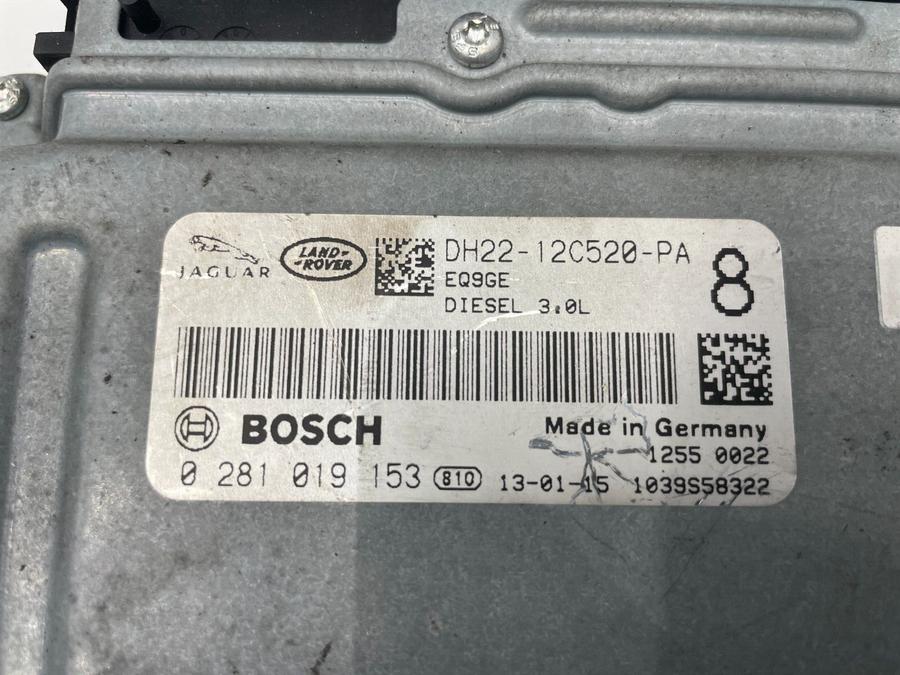 JAGUAR
LAND-
-ROVER
DH22-12C520-PA
EQ9GE
DIESEL 3.0L
8
BOSCH
Made in Germany
1255 0022
0 281 019 153 810 13-01-15 1039S58322